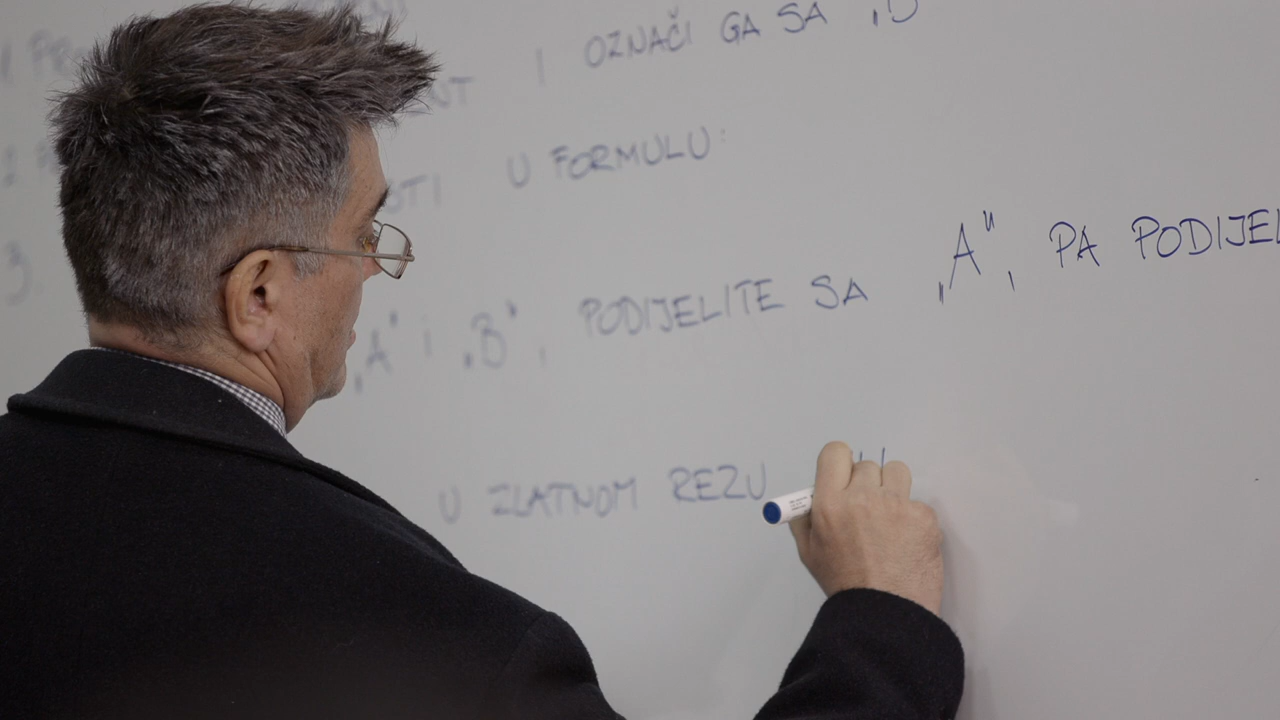 I OZNAČI GA SA
U FORMULU:
„A" i „B", PODIJELITE SA „A", PA PODIJEL
U ZLATNOM REZU